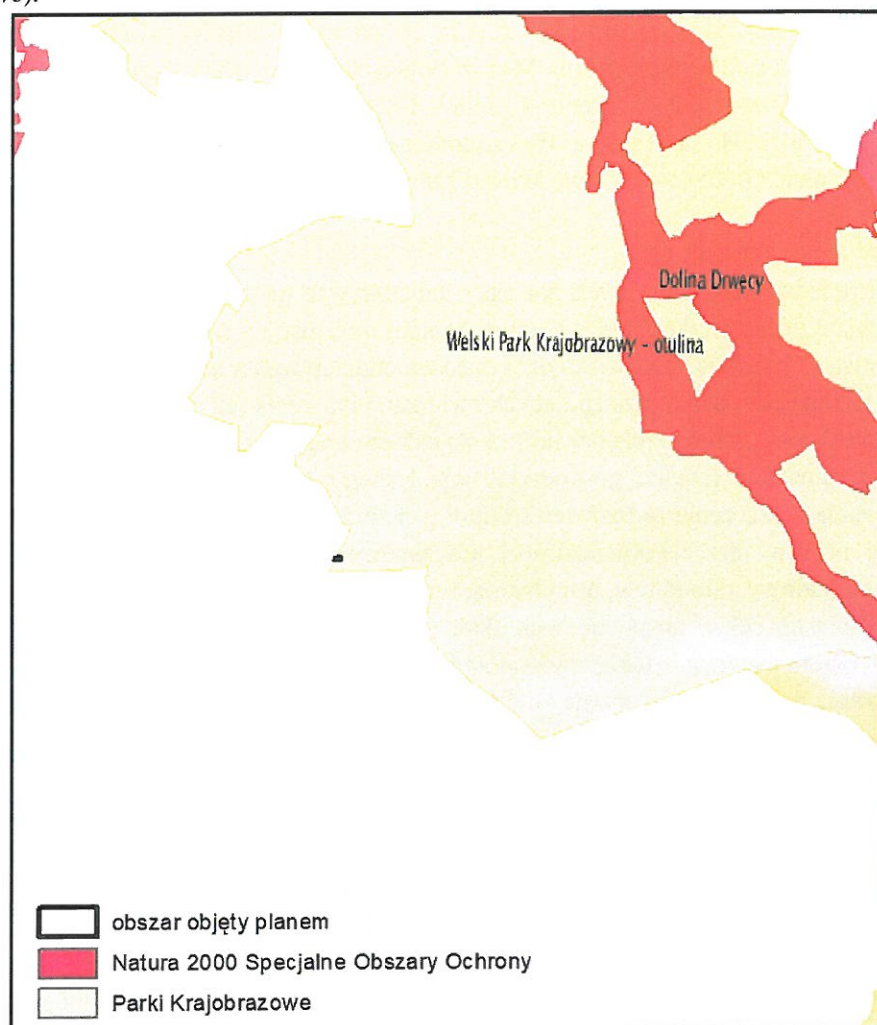 Dolina Drwęcy
Welski Park Krajobrazowy - otulina
obszar objęty planem
Natura 2000 Specjalne Obszary Ochrony
Parki Krajobrazowe